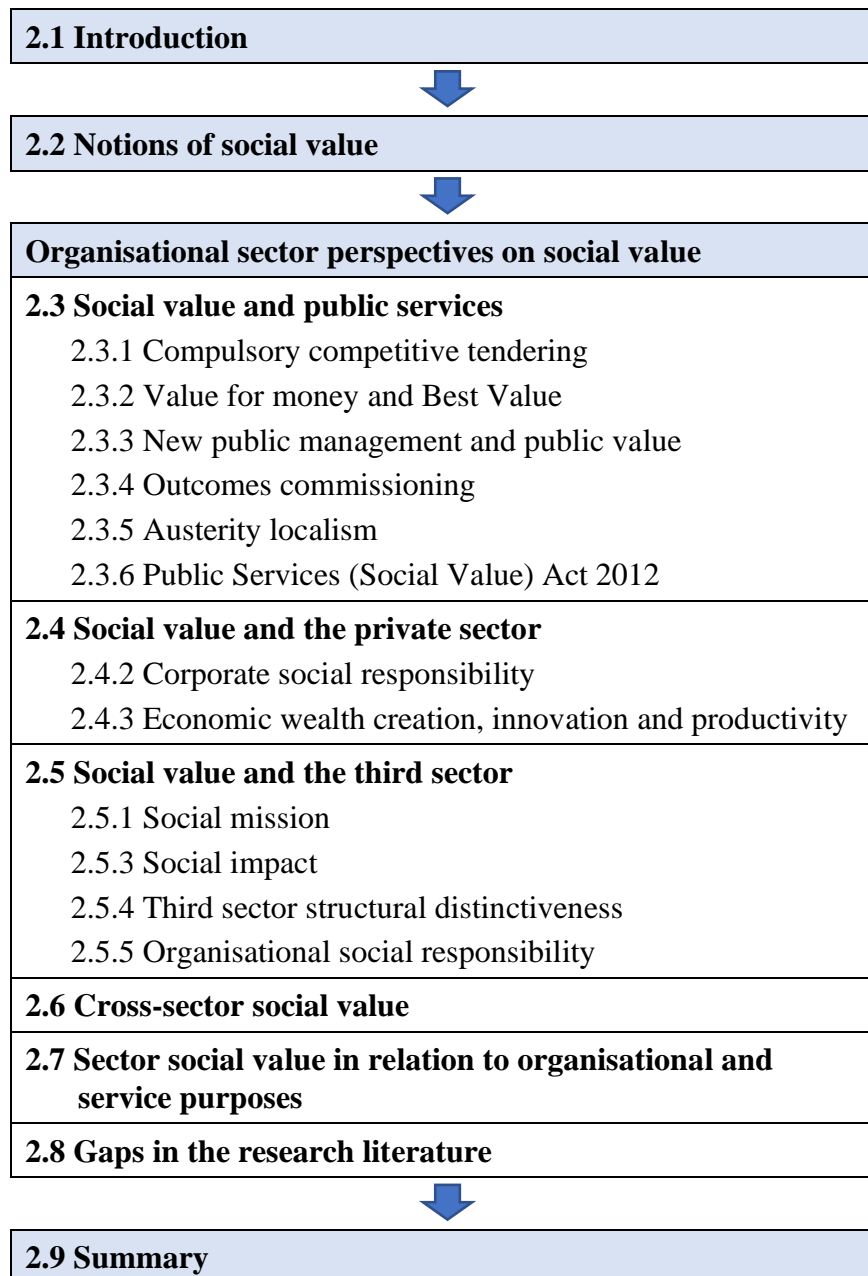 2.1 Introduction
2.2 Notions of social value
Organisational sector perspectives on social value
2.3 Social value and public services
2.3.1 Compulsory competitive tendering
2.3.2 Value for money and Best Value
2.3.3 New public management and public value
2.3.4 Outcomes commissioning
2.3.5 Austerity localism
2.3.6 Public Services (Social Value) Act 2012
2.4 Social value and the private sector
2.4.2 Corporate social responsibility
2.4.3 Economic wealth creation, innovation and productivity
2.5 Social value and the third sector
2.5.1 Social mission
2.5.3 Social impact
2.5.4 Third sector structural distinctiveness
2.5.5 Organisational social responsibility
2.6 Cross-sector social value
2.7 Sector social value in relation to organisational and
service purposes
2.8 Gaps in the research literature
2.9 Summary